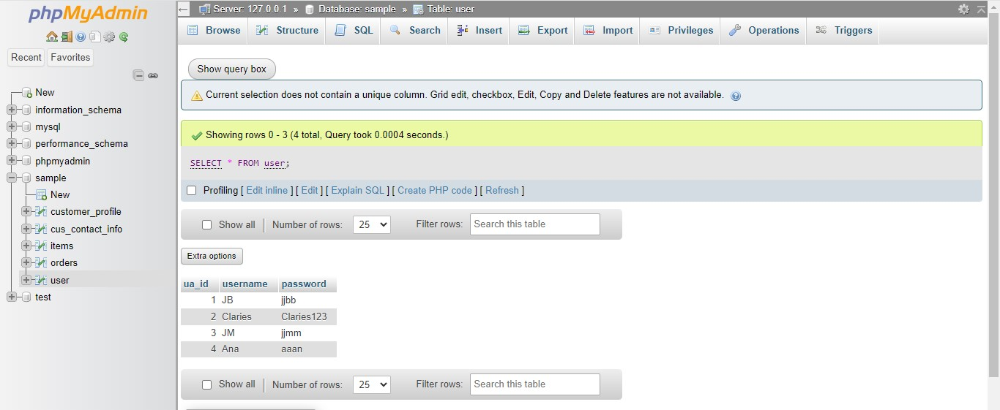 phpMyAdmin
Recent Favorites
New
information_schema
mysql
performance_schema
phpmyadmin
sample
New
customer_profile
cus_contact_info
items
orders
user
test
Server: 127.0.0.1 » Database: sample » Table: user
Browse Structure SQL Search Insert Export Import Privileges Operations Triggers
Show query box
Current selection does not contain a unique column. Grid edit, checkbox, Edit, Copy and Delete features are not available.
Showing rows 0 - 3 (4 total, Query took 0.0004 seconds.)
SELECT * FROM user;
Profiling [ Edit inline ] [ Edit ] [ Explain SQL ] [ Create PHP code ] [ Refresh ]
Show all Number of rows: 25 Filter rows: Search this table
Extra options
ua_id username password
1 JB jjbb
2 Claries Claries123
3 JM jjmm
4 Ana aaan
Show all Number of rows: 25 Filter rows: Search this table